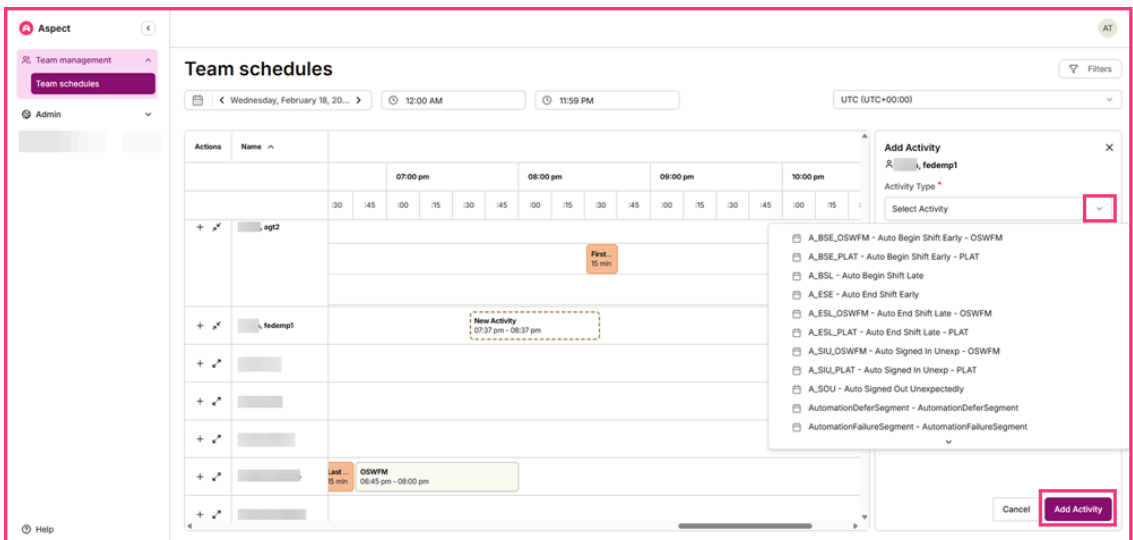 Aspect
AT
Team management
Team schedules
Admin
Help
Team schedules
Filters
Wednesday, February 18, 20...
12:00 AM
11:59 PM
UTC (UTC+00:00)
Actions
Name
07:00 pm
08:00 pm
09:00 pm
10:00 pm
:30 :45 :00 :15 :30 :45 :00 :15 :30 :45 :00 :15 :30 :45 :00 :15
, agt2
First...
15 min
, fedemp1
New Activity
07:37 pm - 08:37 pm
Last ...
15 min
OSWFM
06:45 pm - 08:00 pm
Add Activity
, fedemp1
Activity Type *
Select Activity
A_BSE_OSWFM - Auto Begin Shift Early - OSWFM
A_BSE_PLAT - Auto Begin Shift Early - PLAT
A_BSL - Auto Begin Shift Late
A_ESE - Auto End Shift Early
A_ESL_OSWFM - Auto End Shift Late - OSWFM
A_ESL_PLAT - Auto End Shift Late - PLAT
A_SIU_OSWFM - Auto Signed In Unexp - OSWFM
A_SIU_PLAT - Auto Signed In Unexp - PLAT
A_SOU - Auto Signed Out Unexpectedly
AutomationDeferSegment - AutomationDeferSegment
AutomationFailureSegment - AutomationFailureSegment
Cancel
Add Activity